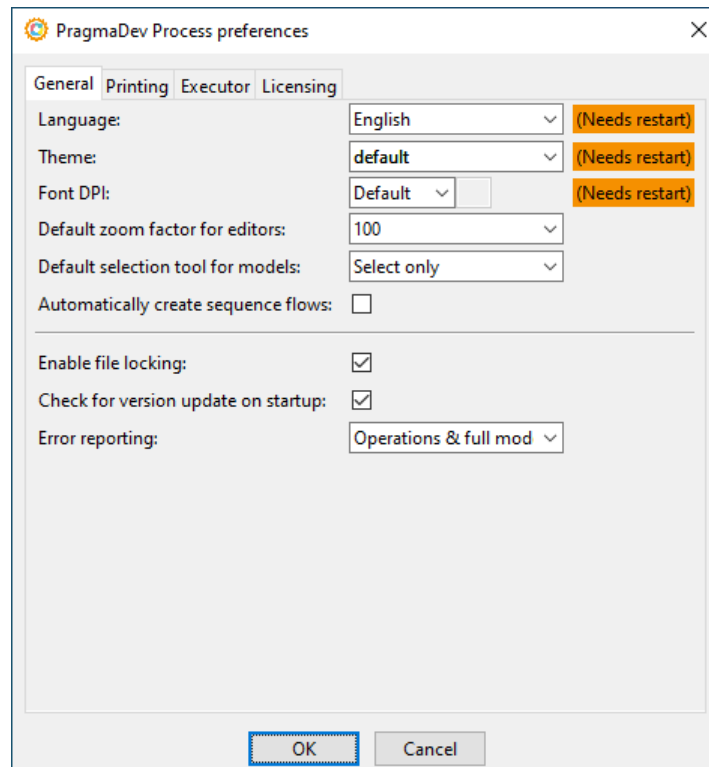 PragmaDev Process preferences
General Printing Executor Licensing
Language: English (Needs restart)
Theme: default (Needs restart)
Font DPI: Default (Needs restart)
Default zoom factor for editors: 100
Default selection tool for models: Select only
Automatically create sequence flows:
Enable file locking:
Check for version update on startup:
Error reporting: Operations & full mod
OK Cancel